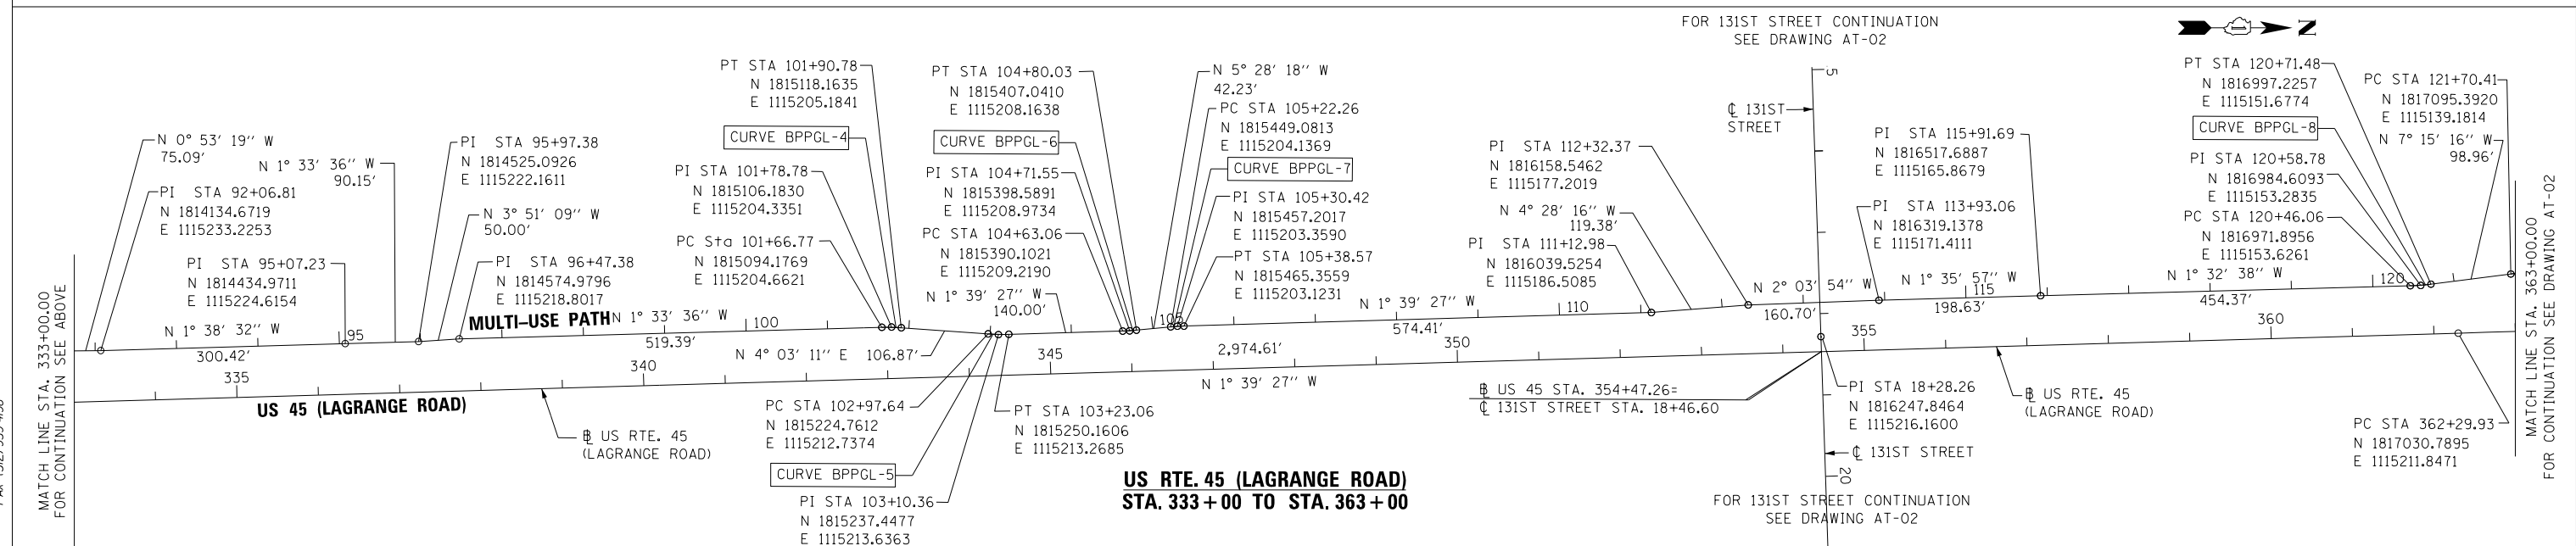 FOR 131ST STREET CONTINUATION
SEE DRAWING AT-02
N
5
℄ 131ST
STREET
MATCH LINE STA. 333+00.00
FOR CONTINUATION SEE ABOVE
N 0° 53' 19'' W
75.09'
PI STA 92+06.81
N 1814134.6719
E 1115233.2253
N 1° 33' 36'' W
90.15'
PI STA 95+07.23
N 1814434.9711
E 1115224.6154
N 1° 38' 32'' W
300.42'
95
PI STA 95+97.38
N 1814525.0926
E 1115222.1611
N 3° 51' 09'' W
50.00'
PI STA 96+47.38
N 1814574.9796
E 1115218.8017
MULTI-USE PATH
N 1° 33' 36'' W
519.39'
100
PT STA 101+90.78
N 1815118.1635
E 1115205.1841
CURVE BPPGL-4
PI STA 101+78.78
N 1815106.1830
E 1115204.3351
PC Sta 101+66.77
N 1815094.1769
E 1115204.6621
N 4° 03' 11'' E 106.87'
PT STA 104+80.03
N 1815407.0410
E 1115208.1638
CURVE BPPGL-6
PI STA 104+71.55
N 1815398.5891
E 1115208.9734
PC STA 104+63.06
N 1815390.1021
E 1115209.2190
N 1° 39' 27'' W
140.00'
105
N 5° 28' 18'' W
42.23'
PC STA 105+22.26
N 1815449.0813
E 1115204.1369
CURVE BPPGL-7
PI STA 105+30.42
N 1815457.2017
E 1115203.3590
PT STA 105+38.57
N 1815465.3559
E 1115203.1231
N 1° 39' 27'' W
574.41'
110
PI STA 112+32.37
N 1816158.5462
E 1115177.2019
N 4° 28' 16'' W
119.38'
PI STA 111+12.98
N 1816039.5254
E 1115186.5085
N 2° 03' 54'' W
160.70'
PI STA 115+91.69
N 1816517.6887
E 1115165.8679
PI STA 113+93.06
N 1816319.1378
E 1115171.4111
N 1° 35' 57'' W
198.63'
115
PT STA 120+71.48
N 1816997.2257
E 1115151.6774
CURVE BPPGL-8
PI STA 120+58.78
N 1816984.6093
E 1115153.2835
PC STA 120+46.06
N 1816971.8956
E 1115153.6261
N 1° 32' 38'' W
454.37'
120
PC STA 121+70.41
N 1817095.3920
E 1115139.1814
N 7° 15' 16'' W
98.96'
MATCH LINE STA. 363+00.00
FOR CONTINUATION SEE DRAWING AT-02
335
340
345
350
355
360
2,974.61'
N 1° 39' 27'' W
US 45 (LAGRANGE ROAD)
℔ US RTE. 45
(LAGRANGE ROAD)
PC STA 102+97.64
N 1815224.7612
E 1115212.7374
CURVE BPPGL-5
PI STA 103+10.36
N 1815237.4477
E 1115213.6363
PT STA 103+23.06
N 1815250.1606
E 1115213.2685
US RTE. 45 (LAGRANGE ROAD)
STA. 333+00 TO STA. 363+00
℔ US 45 STA. 354+47.26=
℄ 131ST STREET STA. 18+46.60
PI STA 18+28.26
N 1816247.8464
E 1115216.1600
℄ 131ST STREET
20
FOR 131ST STREET CONTINUATION
SEE DRAWING AT-02
℔ US RTE. 45
(LAGRANGE ROAD)
PC STA 362+29.93
N 1817030.7895
E 1115211.8471